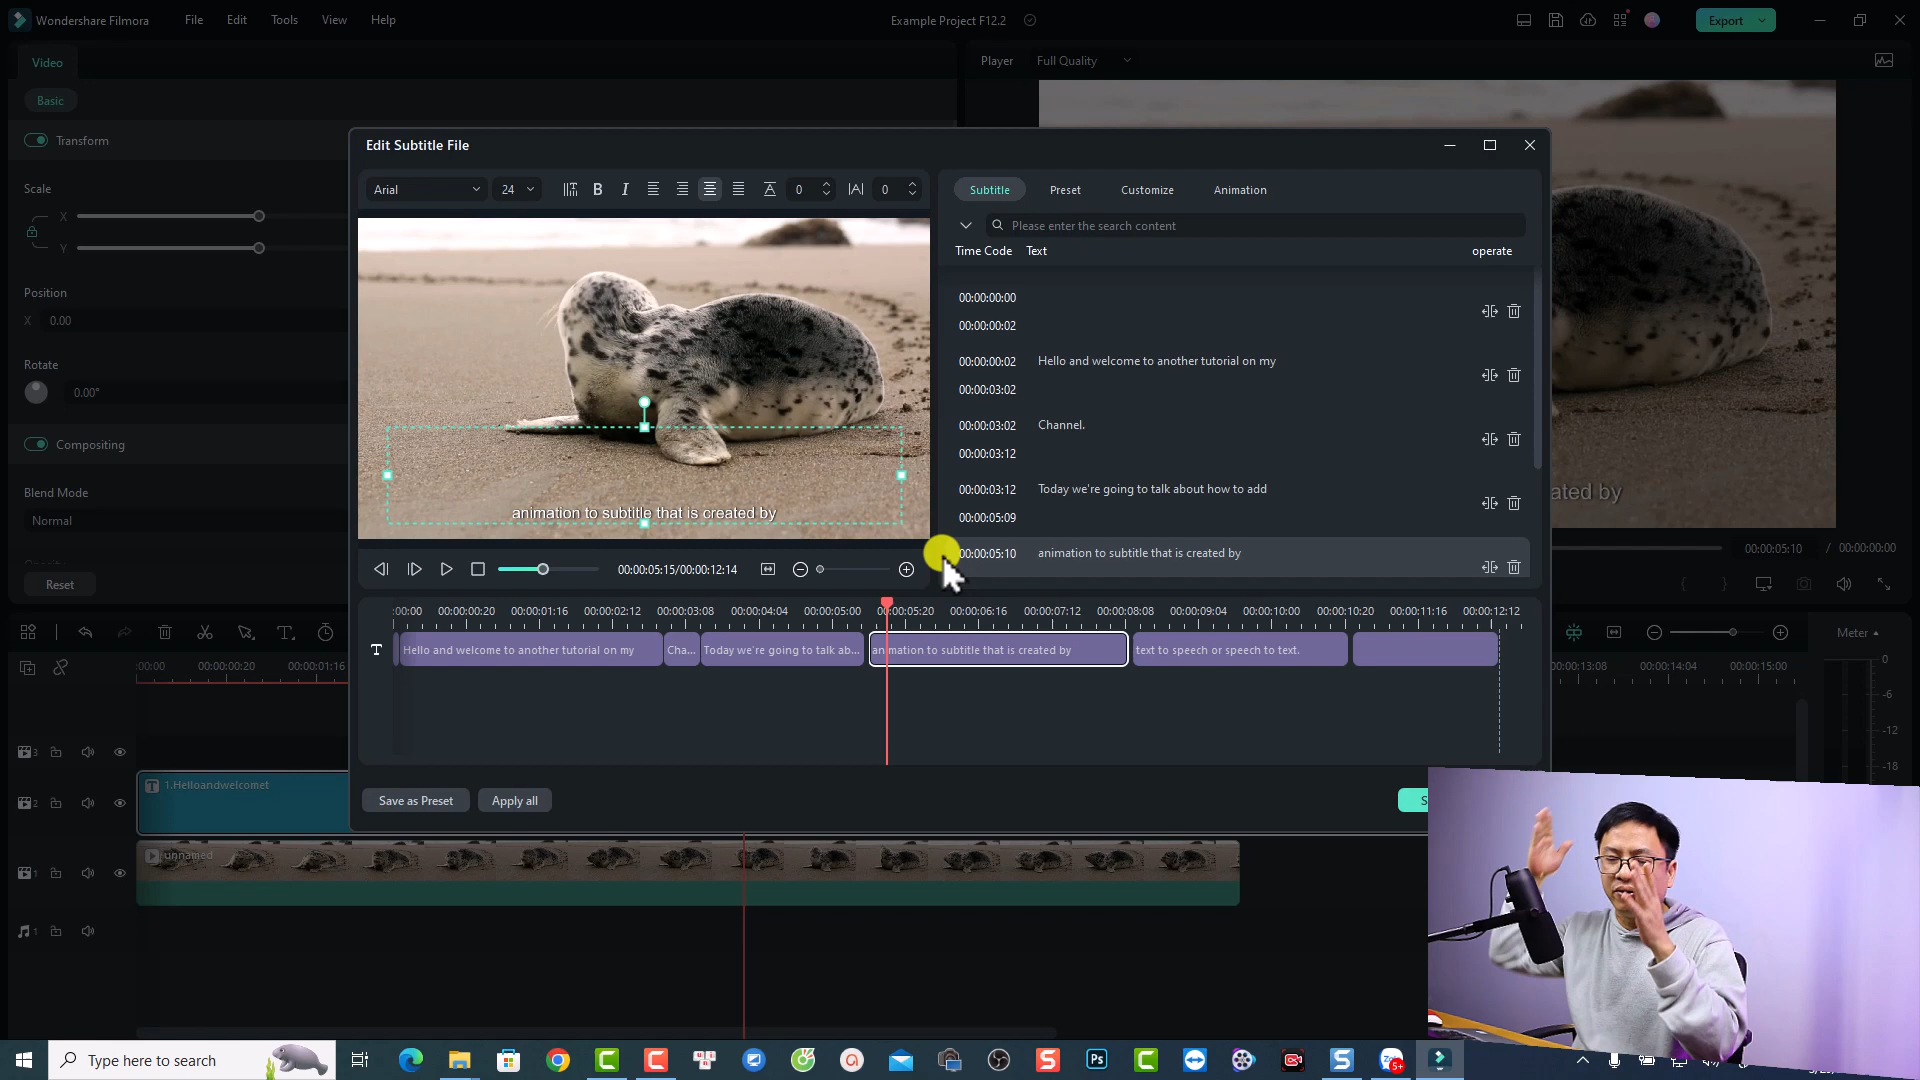 Wondershare Filmora
File
Edit
Tools
View
Help
Example Project F12.2
Export
Video
Player
Full Quality
Basic
Transform
Edit Subtitle File
Scale
X
Y
Arial
24
0
0
Subtitle
Preset
Customize
Animation
Please enter the search content
Time Code
Text
operate
00:00:00:00
00:00:00:02
00:00:00:02
Hello and welcome to another tutorial on my
00:00:03:02
00:00:03:02
Channel.
00:00:03:12
00:00:03:12
Today we're going to talk about how to add
00:00:05:09
00:00:05:10
animation to subtitle that is created by
Position
X
0.00
Rotate
0.00°
Compositing
Blend Mode
Normal
Reset
animation to subtitle that is created by
ated by
00:00:05:10
/
00:00:00:00
00:00:05:15/00:00:12:14
:00:00
00:00:00:20
00:00:01:16
00:00:02:12
00:00:03:08
00:00:04:04
00:00:05:00
00:00:05:20
00:00:06:16
00:00:07:12
00:00:08:08
00:00:09:04
00:00:10:00
00:00:10:20
00:00:11:16
00:00:12:12
T
Hello and welcome to another tutorial on my
Cha...
Today we're going to talk ab...
animation to subtitle that is created by
text to speech or speech to text.
Meter
:00:00
00:00:00:20
00:00:01:16
00:00:13:08
00:00:14:04
00:00:15:00
0
-6
-12
-18
3
2
1.Helloandwelcomet
Save as Preset
Apply all
S
1
unnamed
1
Type here to search
Ps
5+